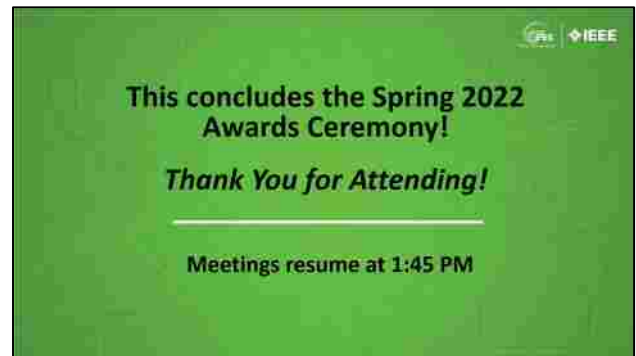 IEEE
This concludes the Spring 2022
Awards Ceremony!
Thank You for Attending!
Meetings resume at 1:45 PM